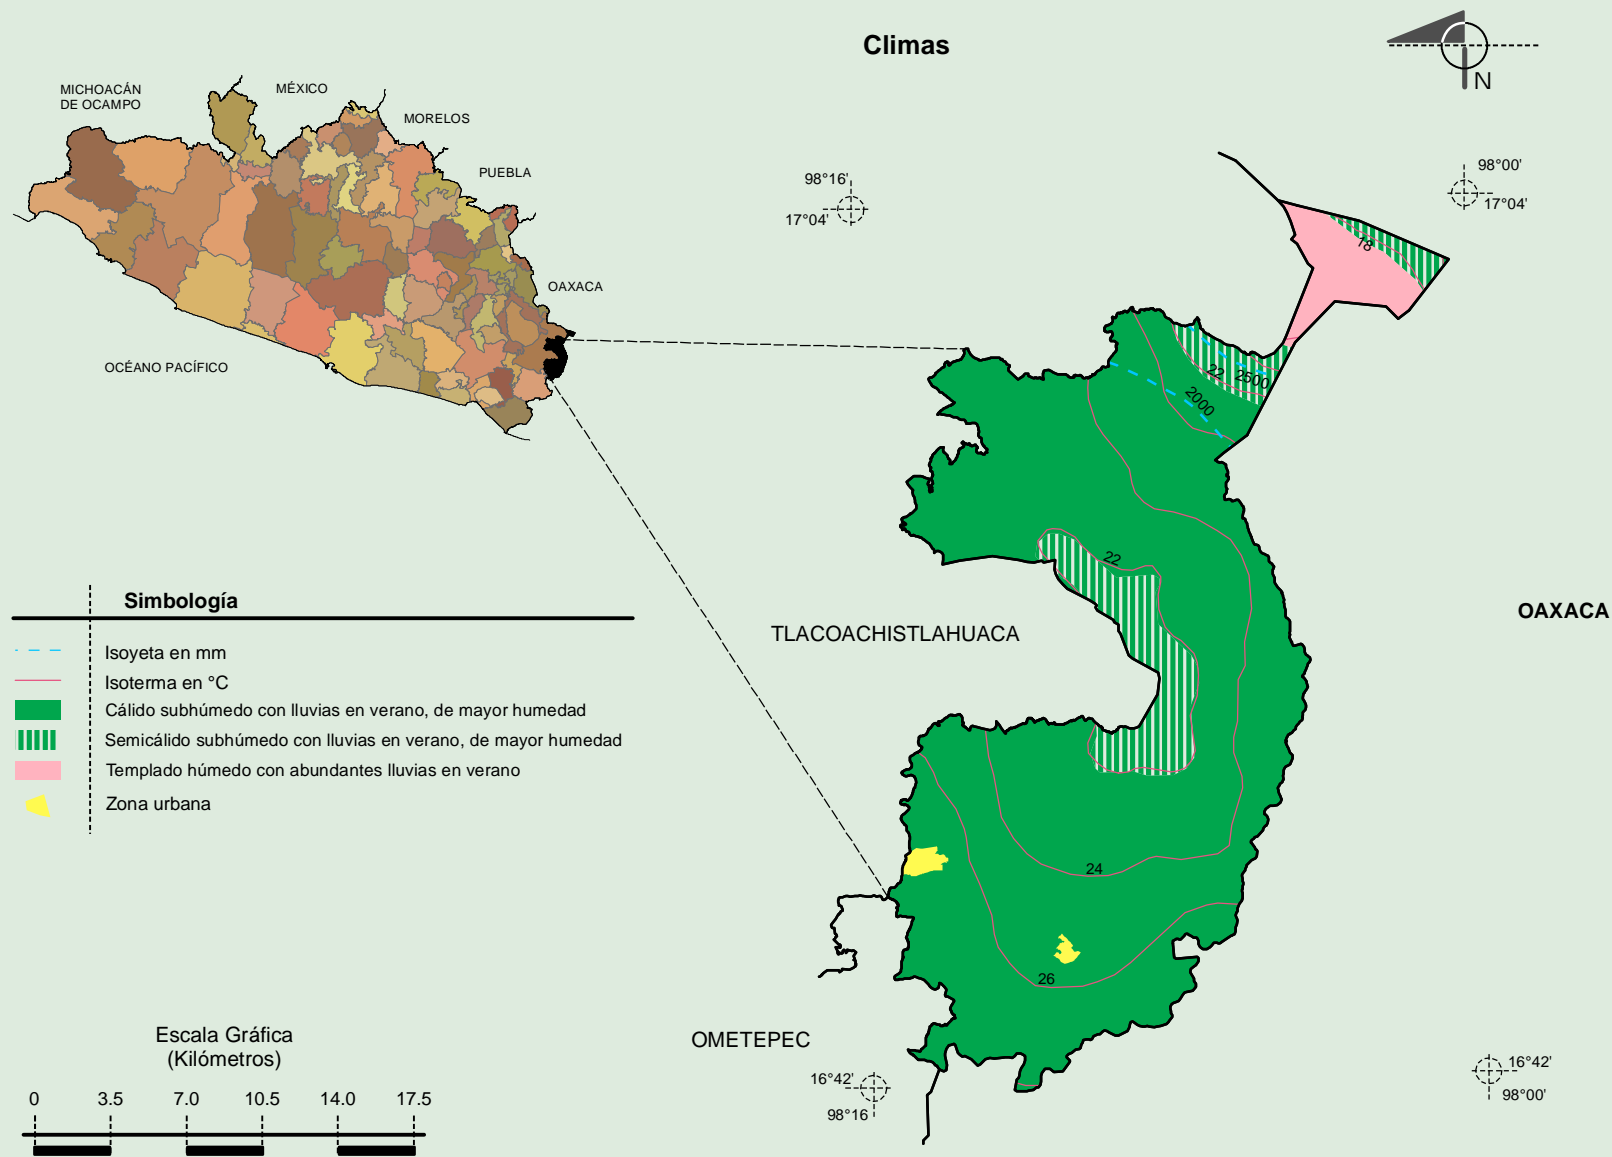 Climas
N
MICHOACÁN
DE OCAMPO
MÉXICO
MORELOS
PUEBLA
OAXACA
OCÉANO PACÍFICO
98°16'
17°04'
98°00'
17°04'
18
22
2500
2000
22
TLACOACHISTLAHUACA
OAXACA
24
26
OMETEPEC
16°42'
98°16
16°42'
98°00'
Simbología
Isoyeta en mm
Isoterma en °C
Cálido subhúmedo con lluvias en verano, de mayor humedad
Semicálido subhúmedo con lluvias en verano, de mayor humedad
Templado húmedo con abundantes lluvias en verano
Zona urbana
Escala Gráfica
(Kilómetros)
0 3.5 7.0 10.5 14.0 17.5